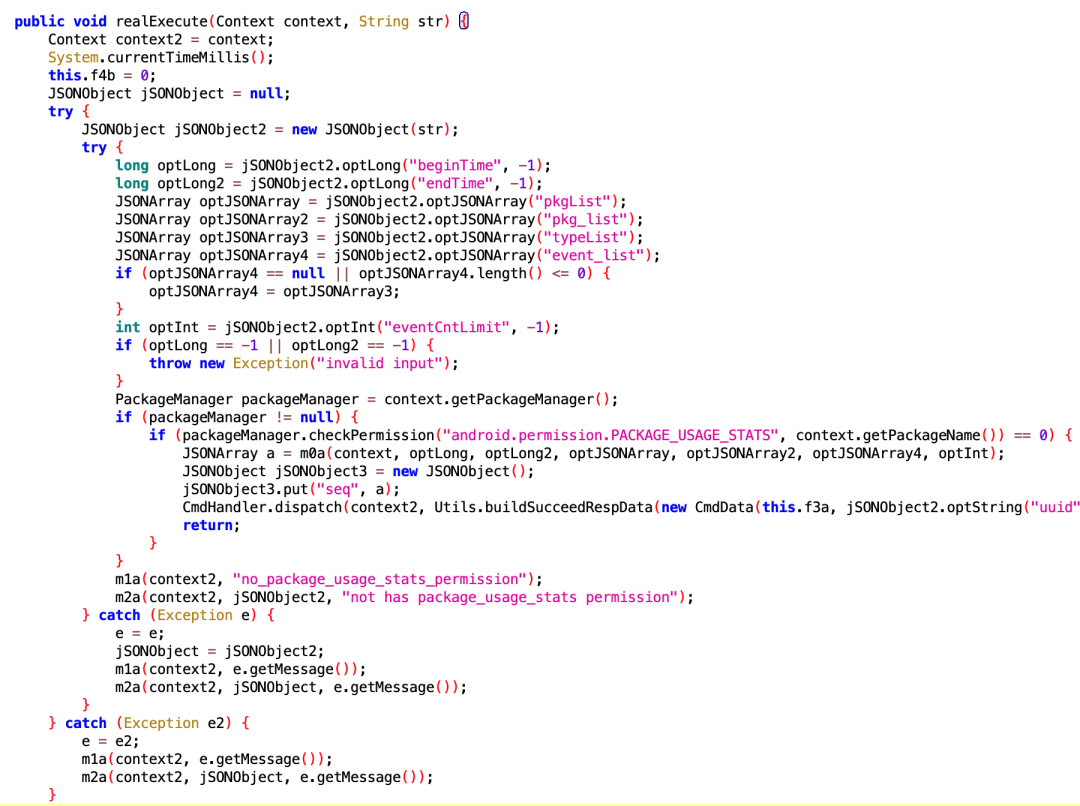 public void realExecute(Context context, String str) {
    Context context2 = context;
    System.currentTimeMillis();
    this.f4b = 0;
    JSONObject jSONObject = null;
    try {
        JSONObject jSONObject2 = new JSONObject(str);
        try {
            long optLong = jSONObject2.optLong("beginTime", -1);
            long optLong2 = jSONObject2.optLong("endTime", -1);
            JSONArray optJSONArray = jSONObject2.optJSONArray("pkgList");
            JSONArray optJSONArray2 = jSONObject2.optJSONArray("pkg_list");
            JSONArray optJSONArray3 = jSONObject2.optJSONArray("typeList");
            JSONArray optJSONArray4 = jSONObject2.optJSONArray("event_list");
            if (optJSONArray4 == null || optJSONArray4.length() <= 0) {
                optJSONArray4 = optJSONArray3;
            }
            int optInt = jSONObject2.optInt("eventCntLimit", -1);
            if (optLong == -1 || optLong2 == -1) {
                throw new Exception("invalid input");
            }
            PackageManager packageManager = context.getPackageManager();
            if (packageManager != null) {
                if (packageManager.checkPermission("android.permission.PACKAGE_USAGE_STATS", context.getPackageName()) == 0) {
                    JSONArray a = m0a(context, optLong, optLong2, optJSONArray, optJSONArray2, optJSONArray4, optInt);
                    JSONObject jSONObject3 = new JSONObject();
                    jSONObject3.put("seq", a);
                    CmdHandler.dispatch(context2, Utils.buildSucceedRespData(new CmdData(this.f3a, jSONObject2.optString("uuid"
                    return;
                }
            }
            m1a(context2, "no_package_usage_stats_permission");
            m2a(context2, jSONObject2, "not has package_usage_stats permission");
        } catch (Exception e) {
            e = e;
            jSONObject = jSONObject2;
            m1a(context2, e.getMessage());
            m2a(context2, jSONObject, e.getMessage());
        }
    } catch (Exception e2) {
        e = e2;
        m1a(context2, e.getMessage());
        m2a(context2, jSONObject, e.getMessage());
    }